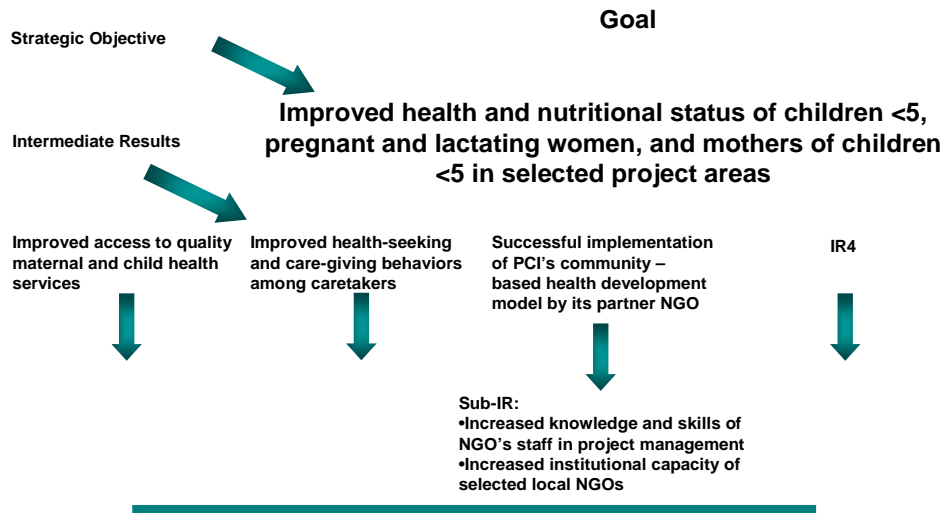 Goal
Strategic Objective
Improved health and nutritional status of children <5,
pregnant and lactating women, and mothers of children
<5 in selected project areas
Intermediate Results
Improved access to quality
maternal and child health
services
Improved health-seeking
and care-giving behaviors
among caretakers
Successful implementation
of PCI’s community –
based health development
model by its partner NGO
IR4
Sub-IR:
•Increased knowledge and skills of
NGO’s staff in project management
•Increased institutional capacity of
selected local NGOs